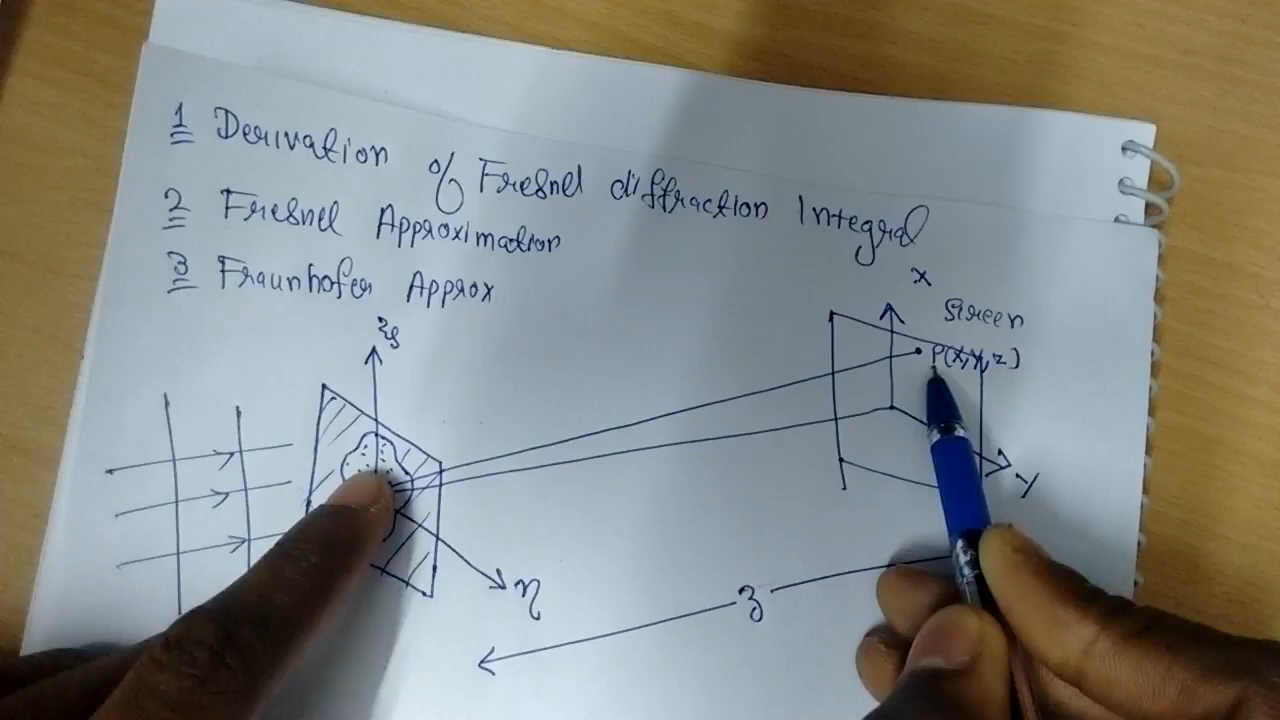 1 Derivation of Fresnel diffraction Integral
2 Fresnel Approximation
3 Fraunhofer Approx
X
Screen
P(X,Y,Z)
ξ
Y
η
z